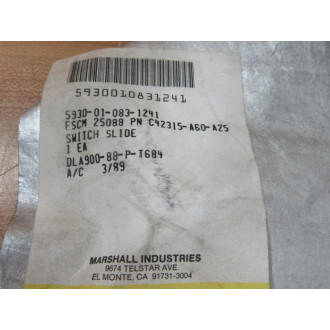 5930010831241
5930-01-083-1241
FSCM 25088 PN C42315-A60-A25
SWITCH SLIDE
1 EA
DLA900-88-P-T684
A/C 3/89
MARSHALL INDUSTRIES
9674 TELSTAR AVE.
EL MONTE, CA 91731-3004